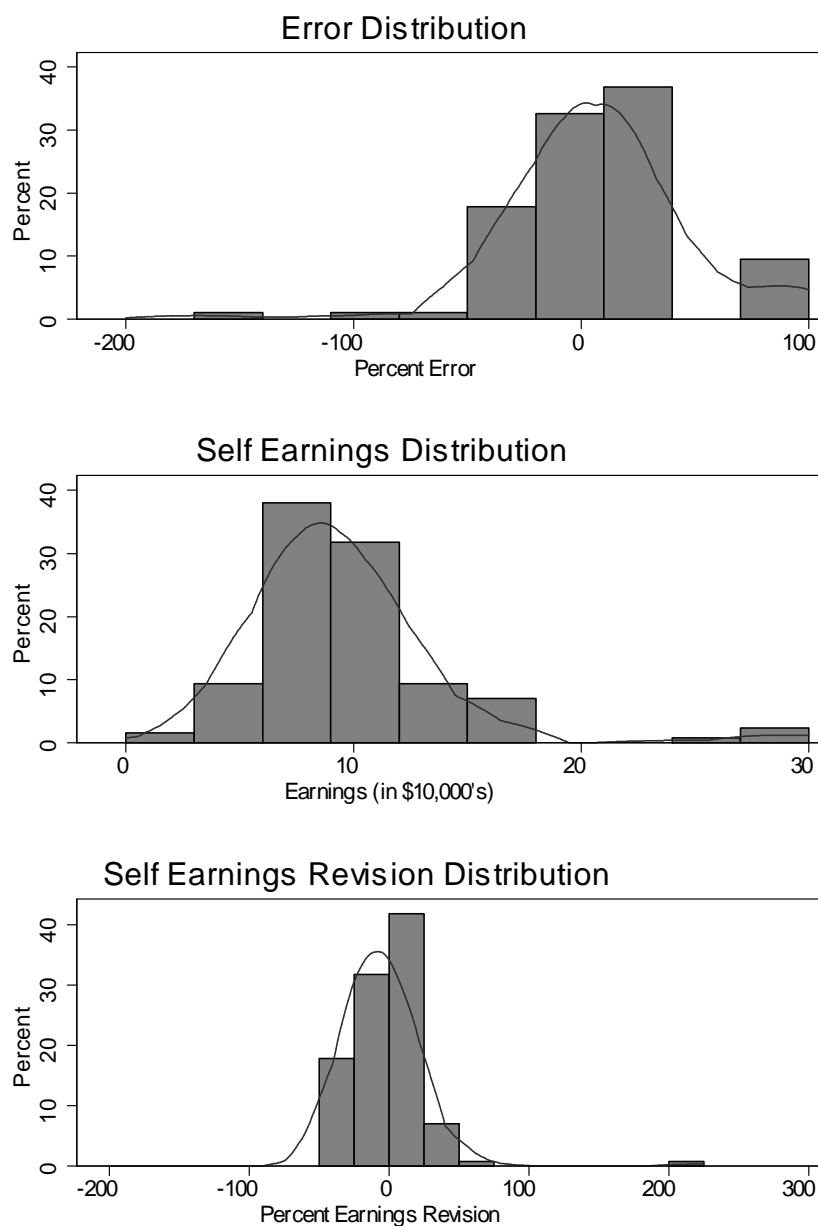 Error Distribution
40
30
20
10
0
Percent
-200 -100 0 100
Percent Error
Self Earnings Distribution
40
30
20
10
0
Percent
0 10 20 30
Earnings (in $10,000's)
Self Earnings Revision Distribution
40
30
20
10
0
Percent
-200 -100 0 100 200 300
Percent Earnings Revision